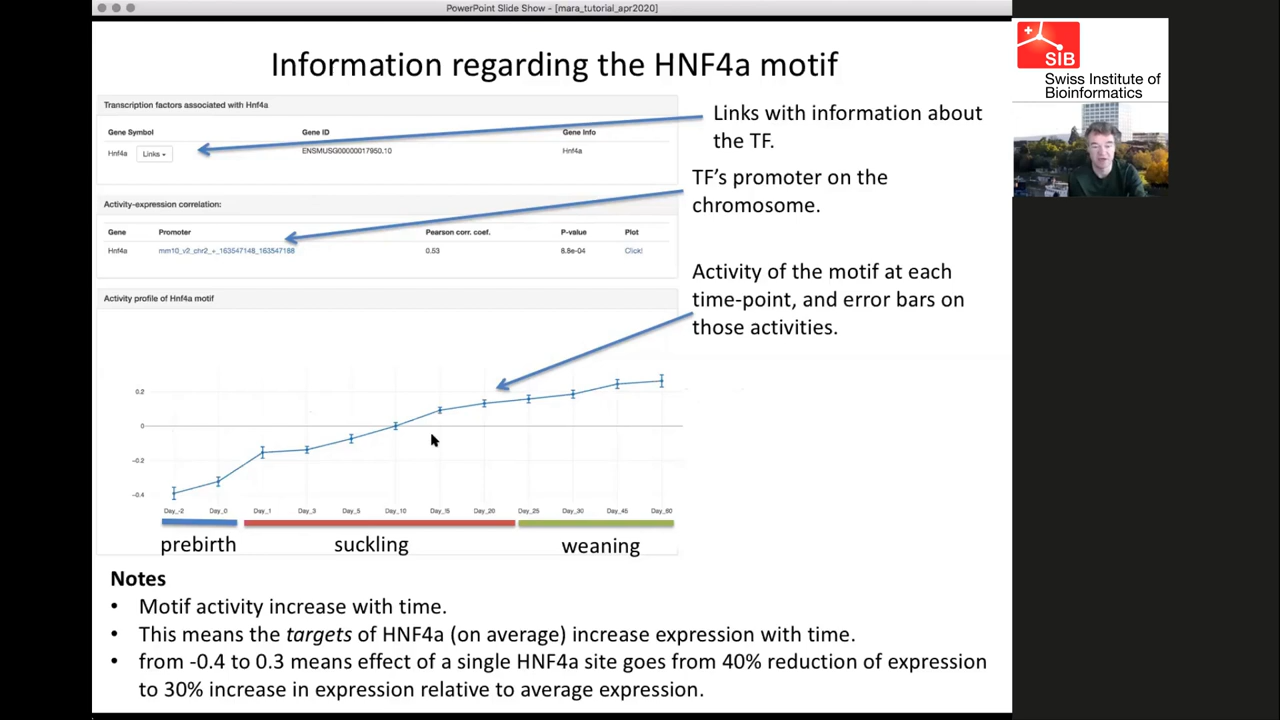 PowerPoint Slide Show - [mara_tutorial_apr2020]
SIB
Swiss Institute of
Bioinformatics
Information regarding the HNF4a motif
Transcription factors associated with Hnf4a
Gene Symbol Gene ID Gene Info
Hnf4a Links ENSMUSG00000017950.10 Hnf4a
Links with information about
the TF.
TF's promoter on the
chromosome.
Activity-expression correlation:
Gene Promoter Pearson corr. coef. P-value Plot
Hnf4a mm10_v2_chr2_+_163547148_163547188 0.53 8.8e-04 Click!
Activity of the motif at each
time-point, and error bars on
those activities.
Activity profile of Hnf4a motif
0.2
0
−0.2
−0.4
Day_-2 Day_0 Day_1 Day_3 Day_5 Day_10 Day_15 Day_20 Day_25 Day_30 Day_45 Day_60
prebirth suckling weaning
Notes
• Motif activity increase with time.
• This means the targets of HNF4a (on average) increase expression with time.
• from -0.4 to 0.3 means effect of a single HNF4a site goes from 40% reduction of expression
to 30% increase in expression relative to average expression.